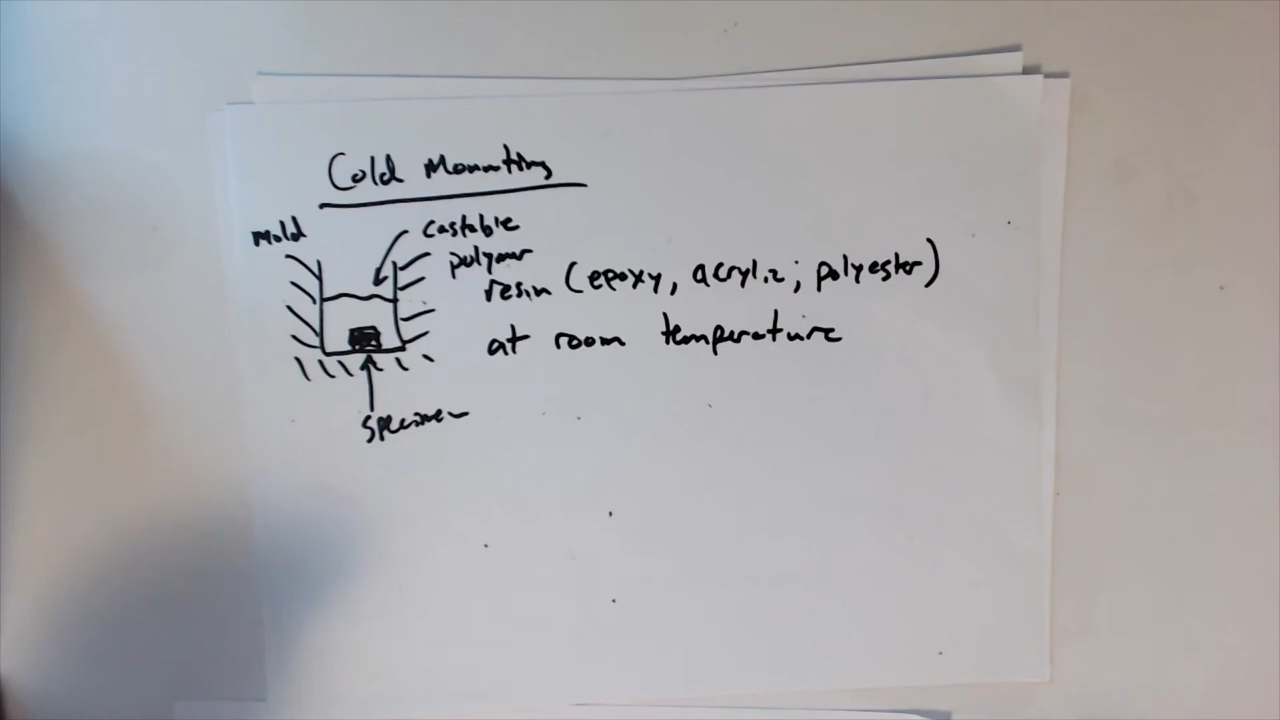 Cold Mounting
mold
castable
polymer
resin (epoxy, acrylic, polyester)
at room temperature
specimen